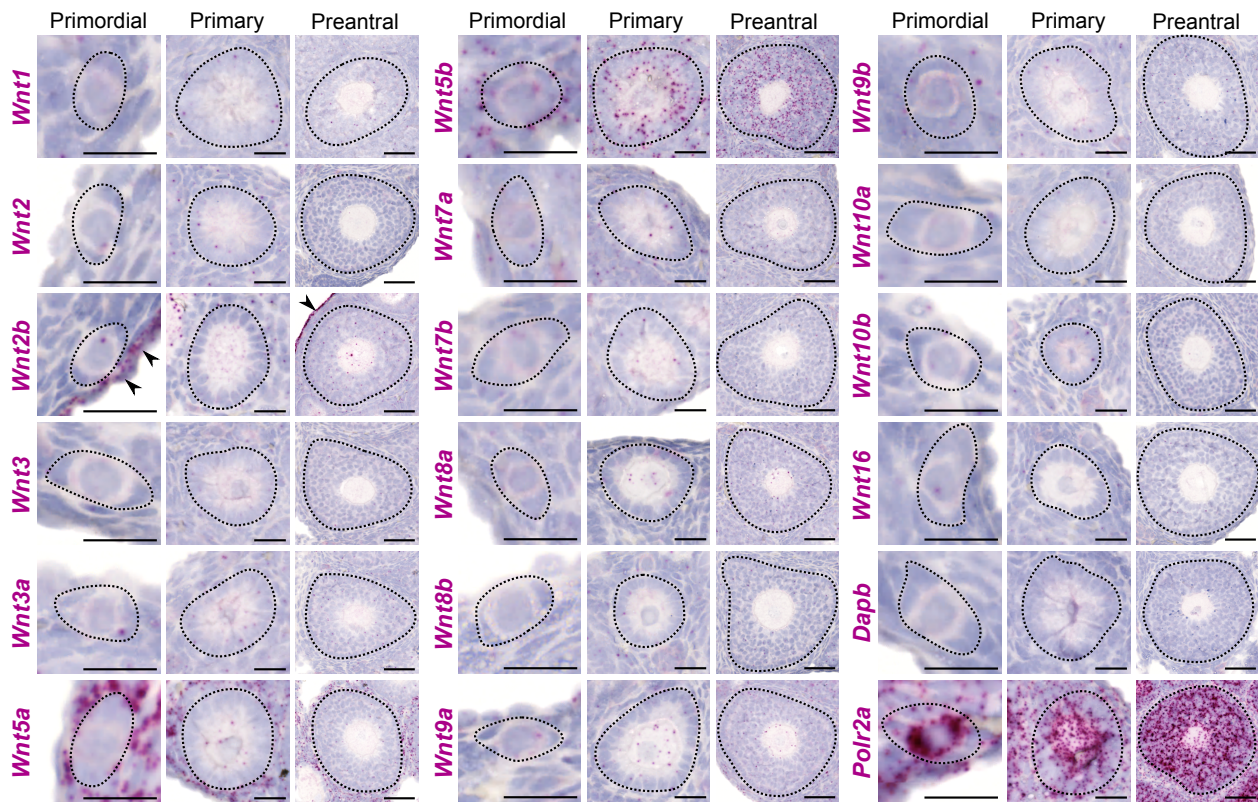 Primordial Primary Preantral Primordial Primary Preantral Primordial Primary Preantral
Wnt1 Wnt5b Wnt9b
Wnt2 Wnt7a Wnt10a
Wnt2b Wnt7b Wnt10b
Wnt3 Wnt8a Wnt16
Wnt3a Wnt8b Dapb
Wnt5a Wnt9a Polr2a